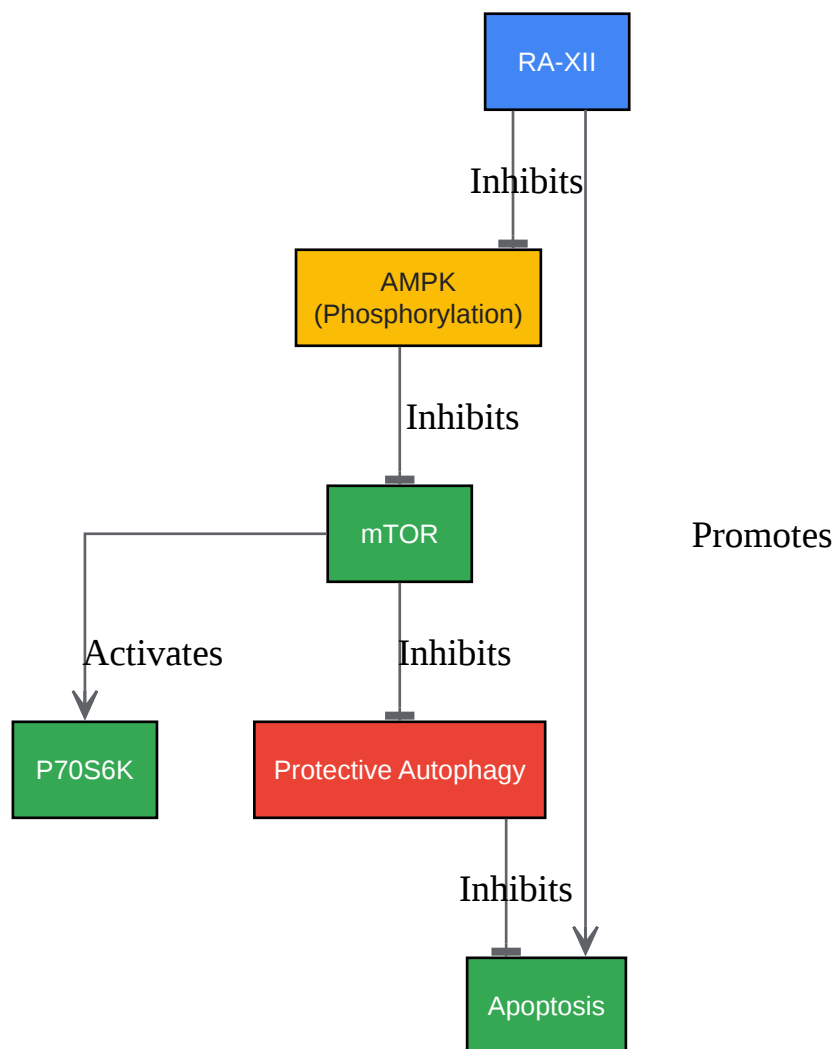 RA-XII
Inhibits
AMPK
(Phosphorylation)
Inhibits
mTOR
Promotes
Activates
Inhibits
P70S6K
Protective Autophagy
Inhibits
Apoptosis